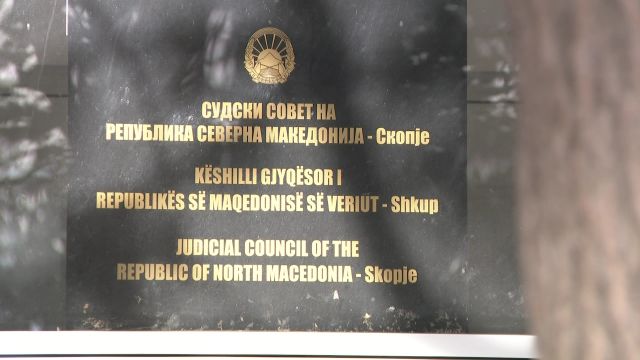 СУДСКИ СОВЕТ НА
РЕПУБЛИКА СЕВЕРНА МАКЕДОНИЈА - Скопје
KËSHILLI GJYQËSOR I
REPUBLIKËS SË MAQEDONISË SË VERIUT - Shkup
JUDICIAL COUNCIL OF THE
REPUBLIC OF NORTH MACEDONIA - Skopje